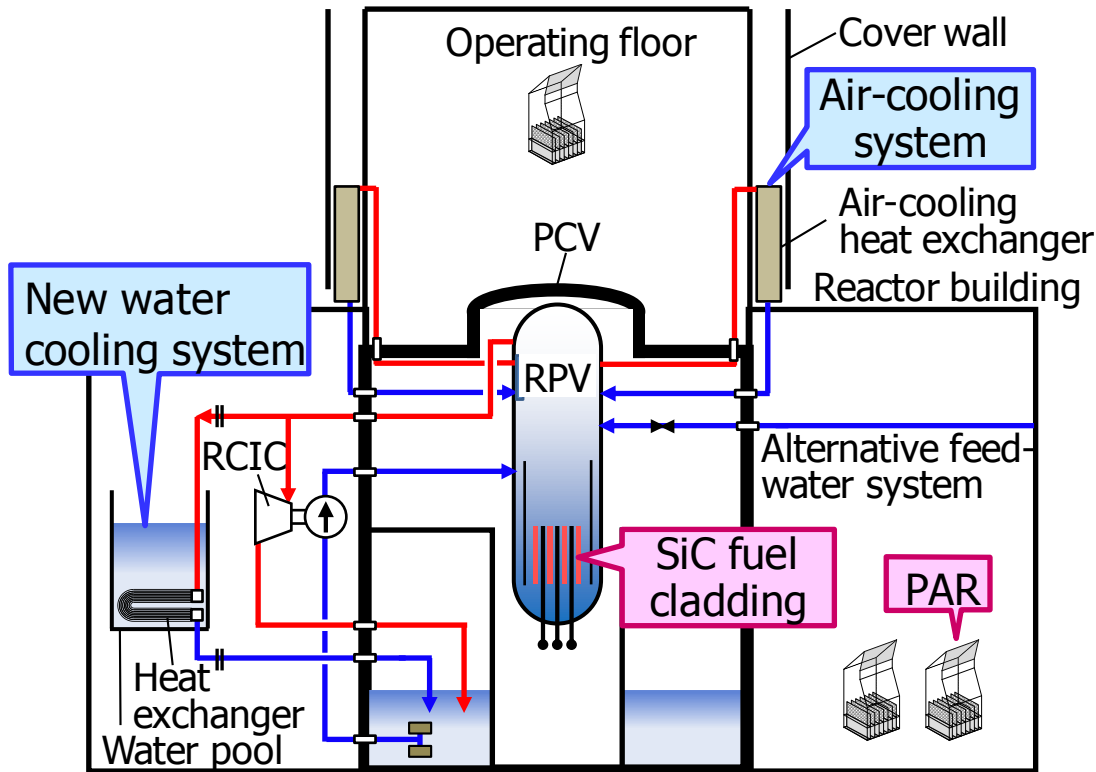 Operating floor
Cover wall
Air-cooling
system
Air-cooling
heat exchanger
PCV
Reactor building
New water
cooling system
RPV
RCIC
Alternative feed-
water system
SiC fuel
cladding
PAR
Heat
exchanger
Water pool